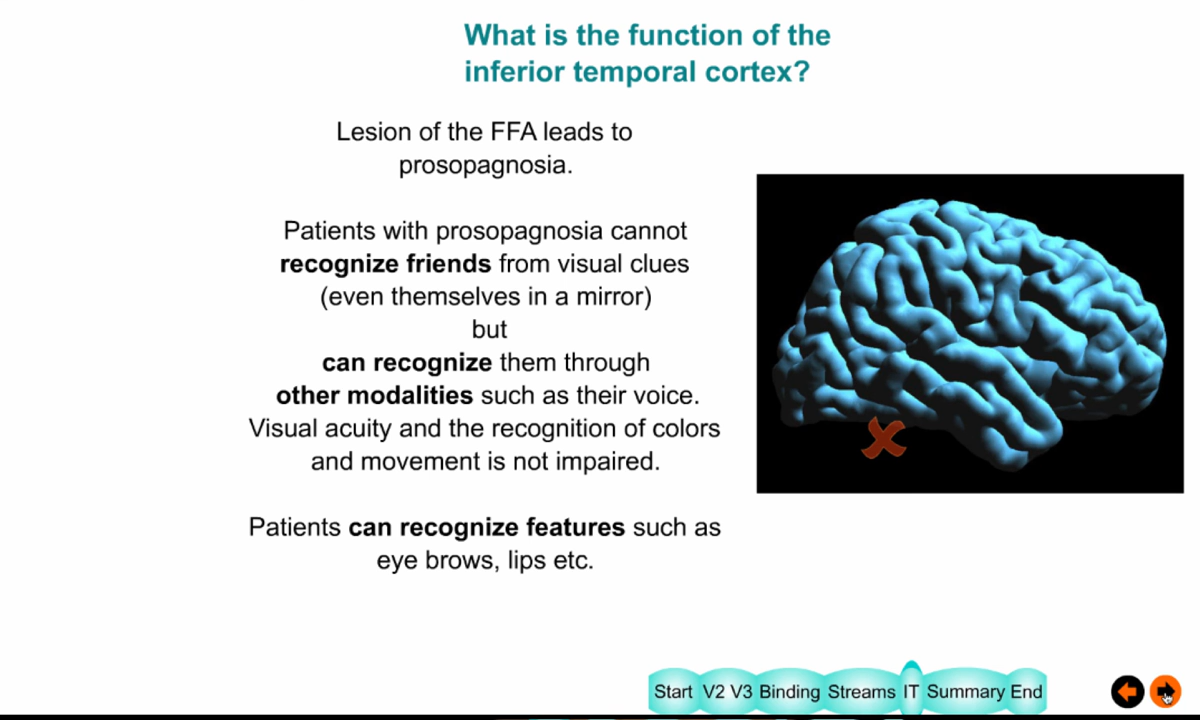 What is the function of the
inferior temporal cortex?
Lesion of the FFA leads to
prosopagnosia.
Patients with prosopagnosia cannot
recognize friends from visual clues
(even themselves in a mirror)
but
can recognize them through
other modalities such as their voice.
Visual acuity and the recognition of colors
and movement is not impaired.
Patients can recognize features such as
eye brows, lips etc.
Start V2 V3 Binding Streams IT Summary End